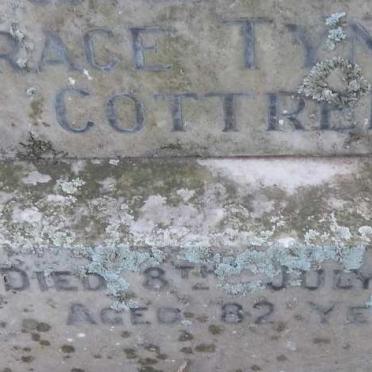 RACE TYN
COTTRE
DIED 8TH JULY
AGED 82 YE